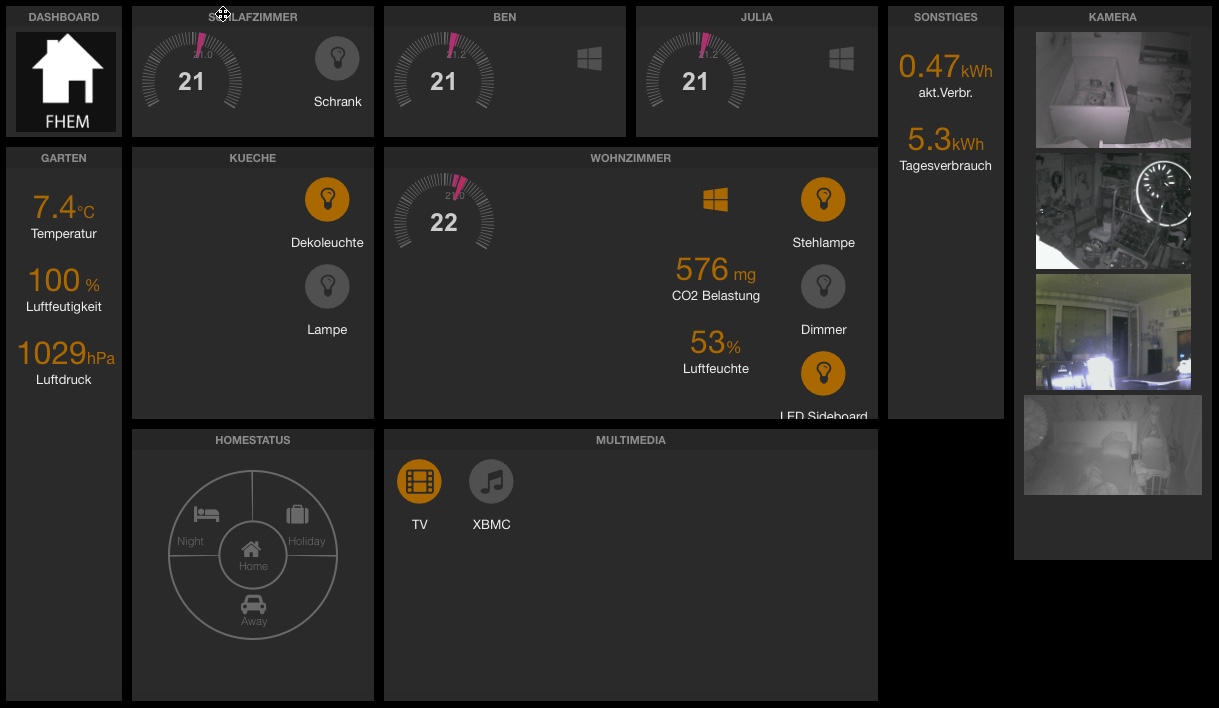 DASHBOARD
FHEM
SCHLAFZIMMER
21.0
21
Schrank
BEN
21.2
21
JULIA
21.2
21
SONSTIGES
0.47kWh
akt.Verbr.
5.3kWh
Tagesverbrauch
KAMERA
GARTEN
7.4°C
Temperatur
100 %
Luftfeutigkeit
1029hPa
Luftdruck
KUECHE
Dekoleuchte
Lampe
WOHNZIMMER
21.0
22
576 mg
CO2 Belastung
53%
Luftfeuchte
Stehlampe
Dimmer
LED Sideboard
HOMESTATUS
Night
Holiday
Home
Away
MULTIMEDIA
TV
XBMC